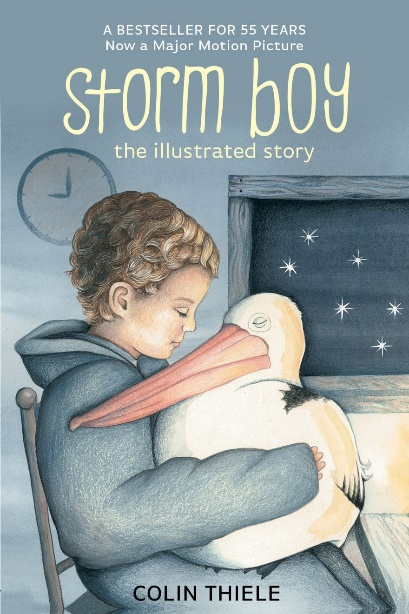 A BESTSELLER FOR 55 YEARS
Now a Major Motion Picture
storm boy
the illustrated story
COLIN THIELE